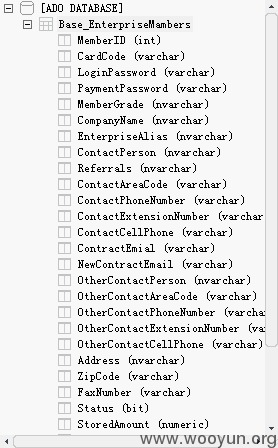 [ADO DATABASE]
Base_EnterpriseMambers
MemberID (int)
CardCode (varchar)
LoginPassword (varchar)
PaymentPassword (varchar)
MemberGrade (nvarchar)
CompanyName (nvarchar)
EnterpriseAlias (nvarchar)
ContactPerson (nvarchar)
Referrals (nvarchar)
ContactAreaCode (varchar)
ContactPhoneNumber (varchar)
ContactExtensionNumber (varchar
ContactCellPhone (varchar)
ContractEmial (varchar)
NewContractEmail (varchar)
OtherContactPerson (nvarchar)
OtherContactAreaCode (varchar)
OtherContactPhoneNumber (varchar)
OtherContactExtensionNumber (va
OtherContactCellPhone (varchar)
Address (nvarchar)
ZipCode (varchar)
FaxNumber (varchar)
Status (bit)
StoredAmount (numeric)
www.wooyun.org